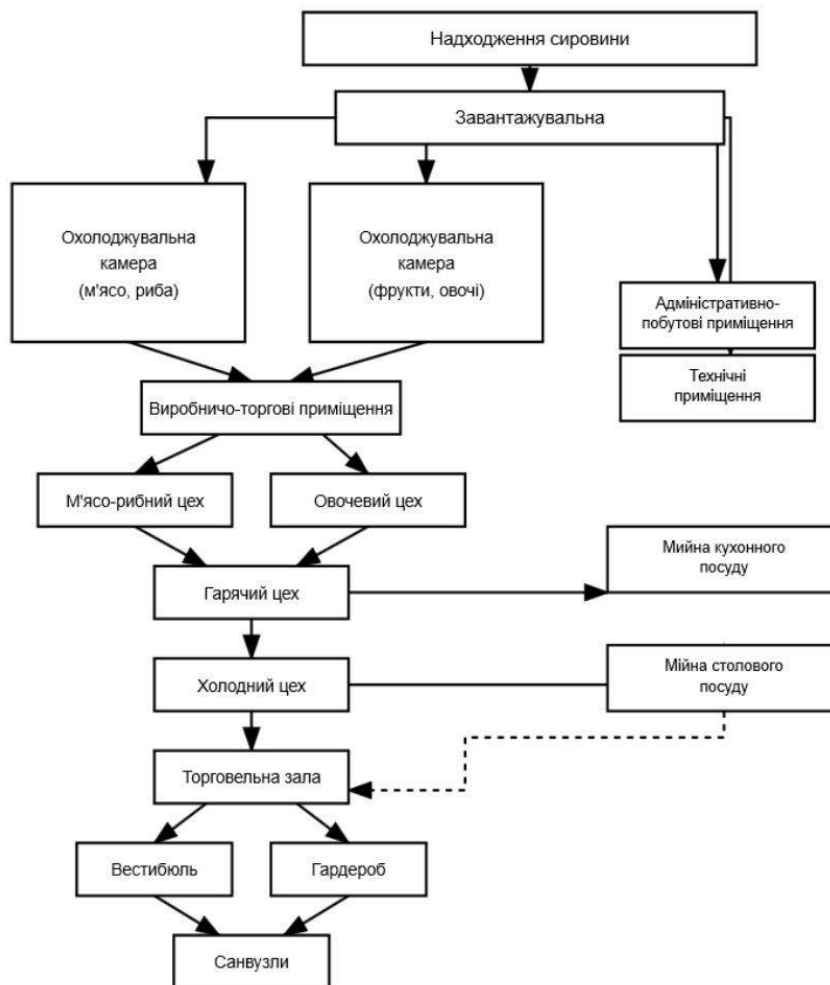 Надходження сировини
Завантажувальна
Охолоджувальна
камера
(м'ясо, риба)
Охолоджувальна
камера
(фрукти, овочі)
Адміністративно-
побутові приміщення
Технічні
приміщення
Виробничо-торгові приміщення
М'ясо-рибний цех
Овочевий цех
Мийна кухонного
посуду
Гарячий цех
Мійна столового
посуду
Холодний цех
Торговельна зала
Вестибюль
Гардероб
Санвузли